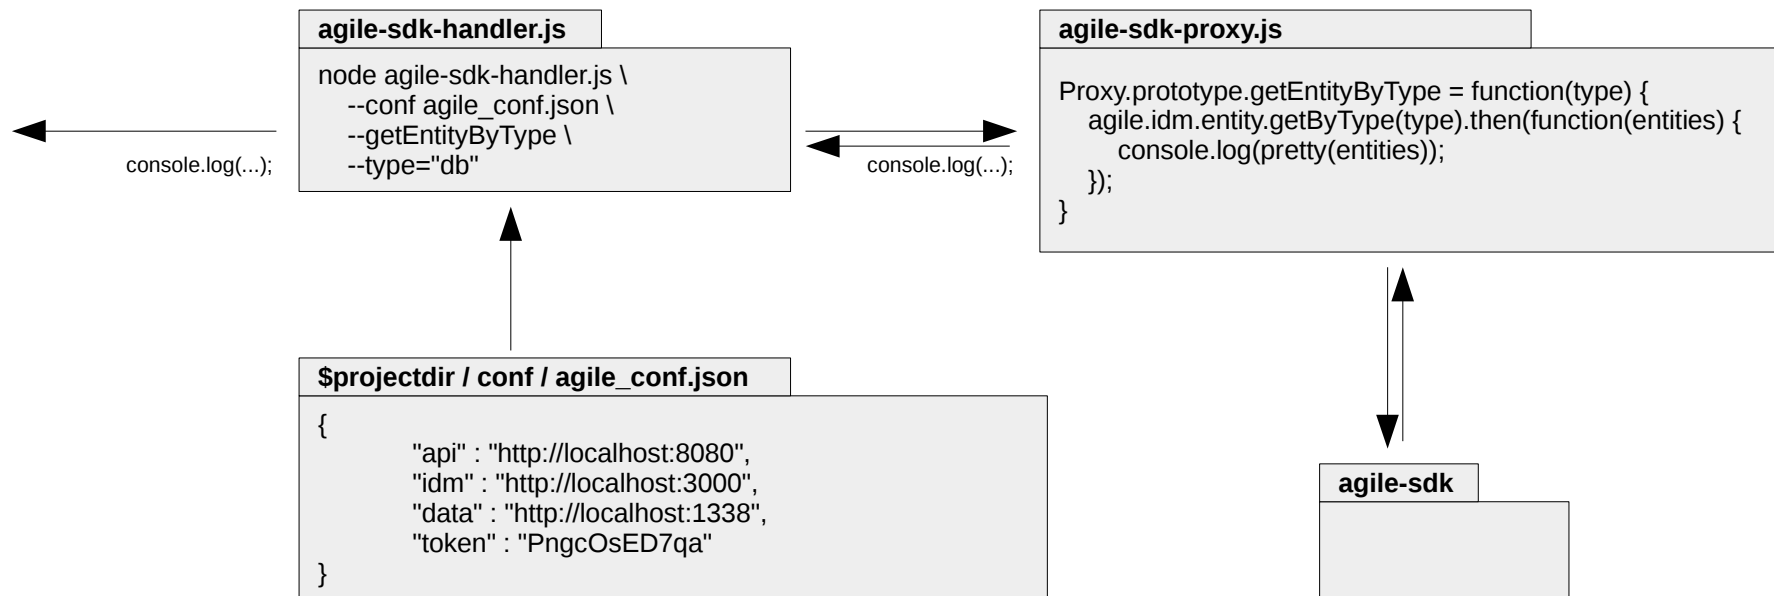 agile-sdk-handler.js
node agile-sdk-handler.js \
--conf agile_conf.json \
--getEntityByType \
--type="db"
console.log(...);
console.log(...);
agile-sdk-proxy.js
Proxy.prototype.getEntityByType = function(type) {
agile.idm.entity.getByType(type).then(function(entities) {
console.log(pretty(entities));
});
}
$projectdir / conf / agile_conf.json
{
"api" : "http://localhost:8080",
"idm" : "http://localhost:3000",
"data" : "http://localhost:1338",
"token" : "PngcOsED7qa"
}
agile-sdk